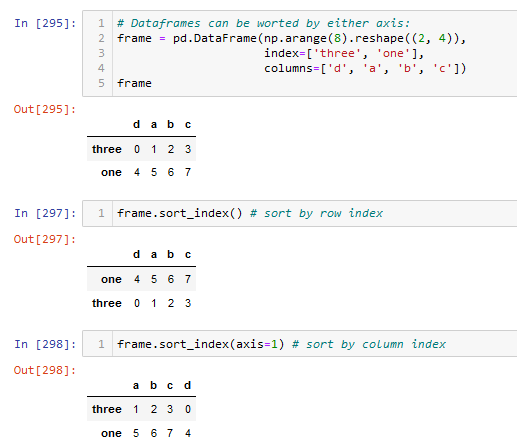 In [295]: 1 # Dataframes can be worted by either axis:
2 frame = pd.DataFrame(np.arange(8).reshape((2, 4)),
3 index=['three', 'one'],
4 columns=['d', 'a', 'b', 'c'])
5 frame
Out[295]:
d a b c
three 0 1 2 3
one 4 5 6 7
In [297]: 1 frame.sort_index() # sort by row index
Out[297]:
d a b c
one 4 5 6 7
three 0 1 2 3
In [298]: 1 frame.sort_index(axis=1) # sort by column index
Out[298]:
a b c d
three 1 2 3 0
one 5 6 7 4